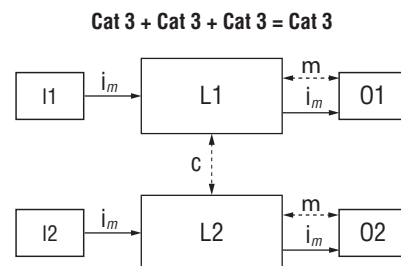 Cat 3 + Cat 3 + Cat 3 = Cat 3
I1 im L1 m O1
im
c
I2 im L2 m O2
im